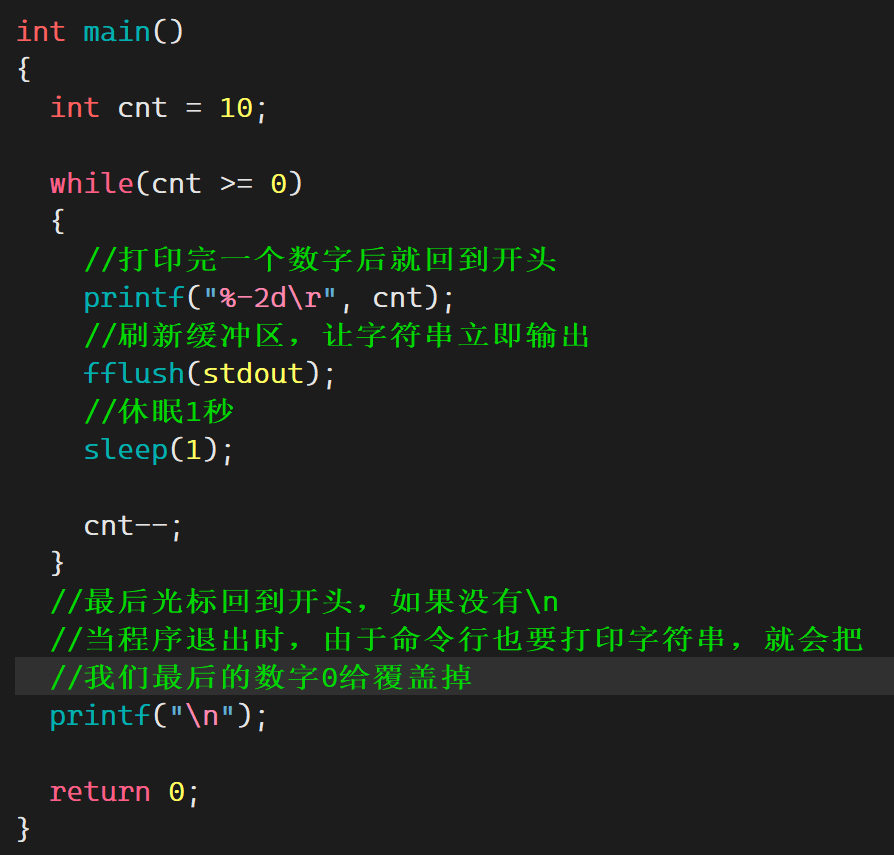 int main()
{
  int cnt = 10;

  while(cnt >= 0)
  {
    //打印完一个数字后就回到开头
    printf("%-2d\r", cnt);
    //刷新缓冲区，让字符串立即输出
    fflush(stdout);
    //休眠1秒
    sleep(1);

    cnt--;
  }
  //最后光标回到开头，如果没有\n
  //当程序退出时，由于命令行也要打印字符串，就会把
  //我们最后的数字0给覆盖掉
  printf("\n");

  return 0;
}